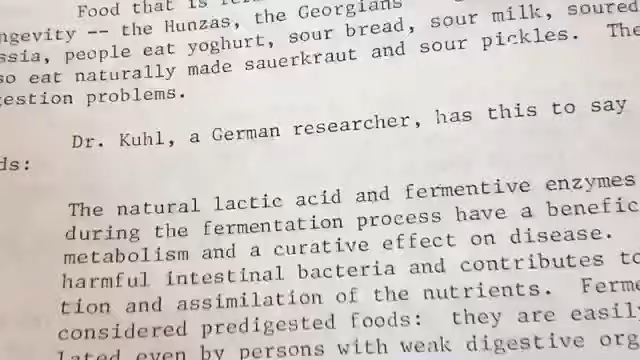 Food that is
ngevity -- the Hunzas, the Georgians
ssia, people eat yoghurt, sour bread, sour milk, soured
so eat naturally made sauerkraut and sour pickles. The
estion problems.
Dr. Kuhl, a German researcher, has this to say
ds:
The natural lactic acid and fermentive enzymes
during the fermentation process have a benefic
metabolism and a curative effect on disease.
harmful intestinal bacteria and contributes to
tion and assimilation of the nutrients. Ferme
considered predigested foods: they are easily
lated even by persons with weak digestive org